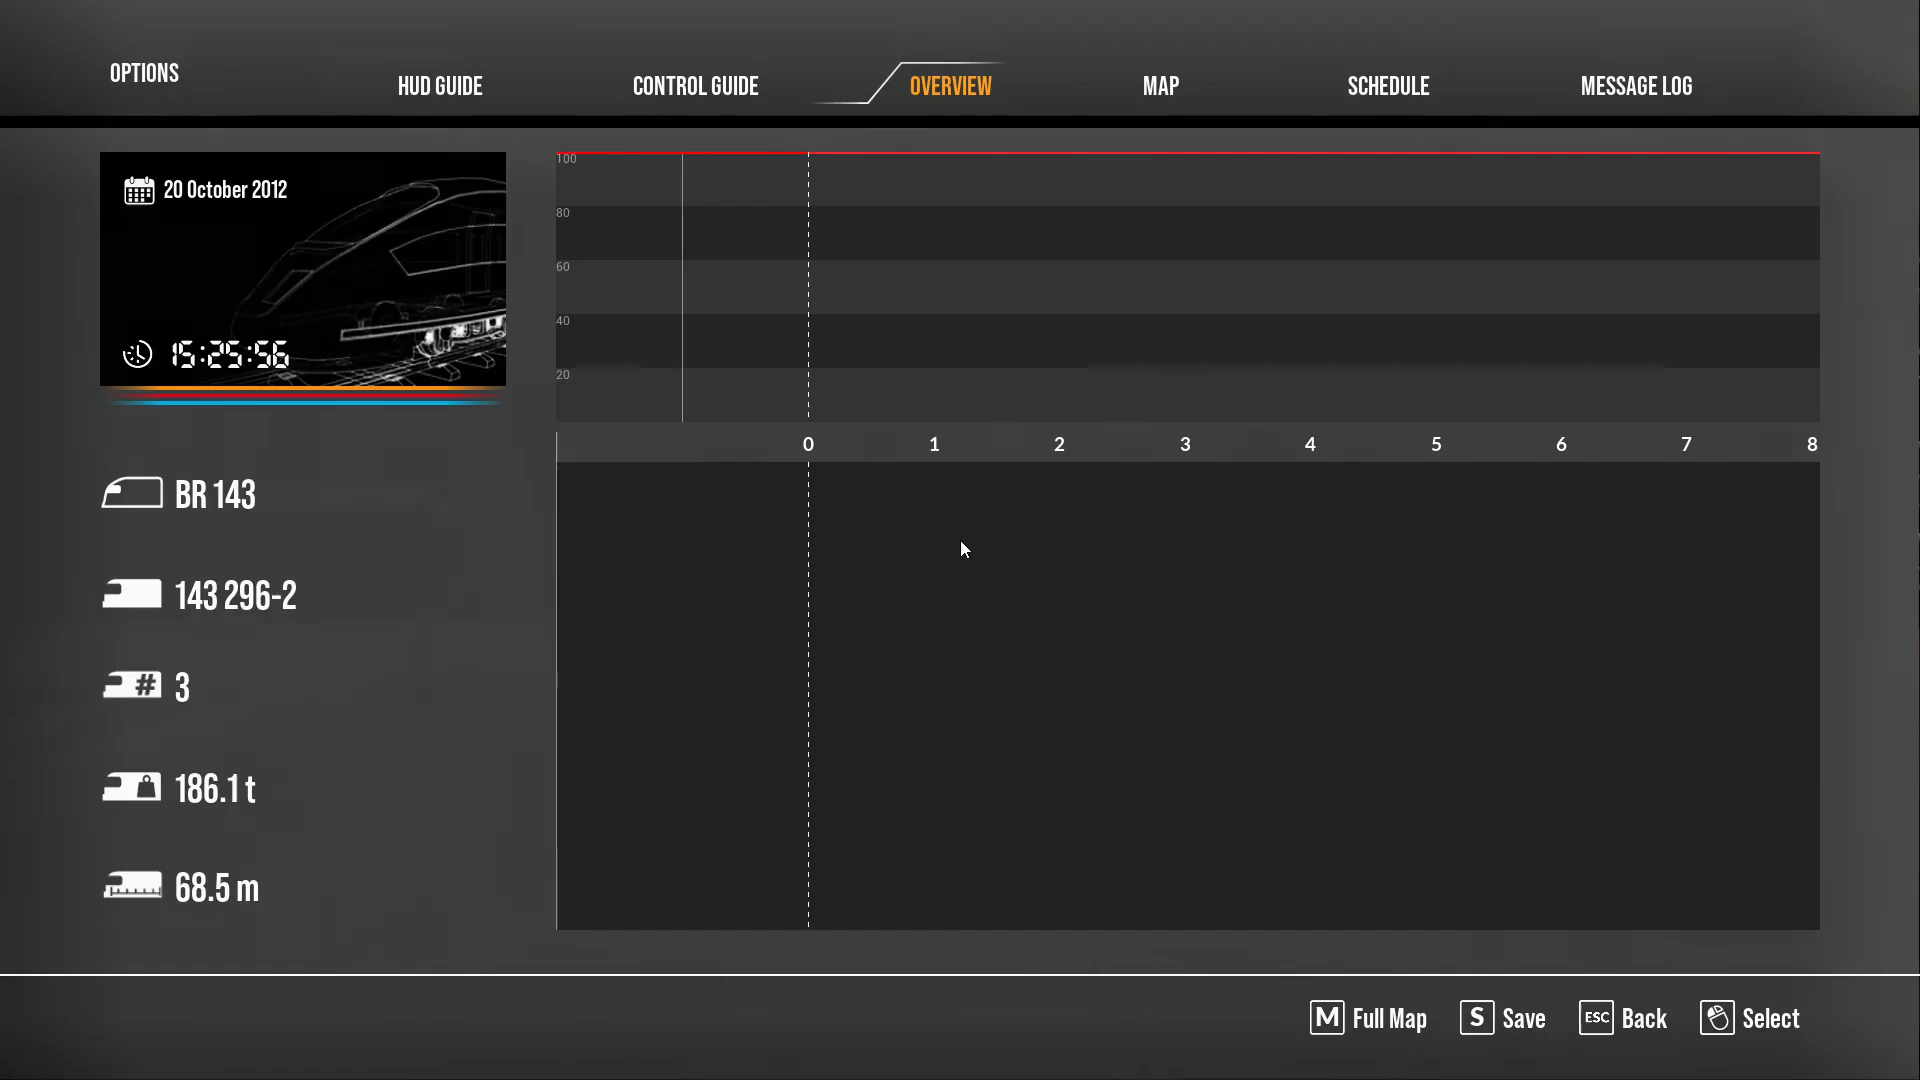 OPTIONS
HUD GUIDE
CONTROL GUIDE
OVERVIEW
MAP
SCHEDULE
MESSAGE LOG
20 October 2012
15:25:56
BR 143
143 296-2
# 3
186.1 t
68.5 m
100
80
60
40
20
0 1 2 3 4 5 6 7 8
M Full Map
S Save
ESC Back
Select